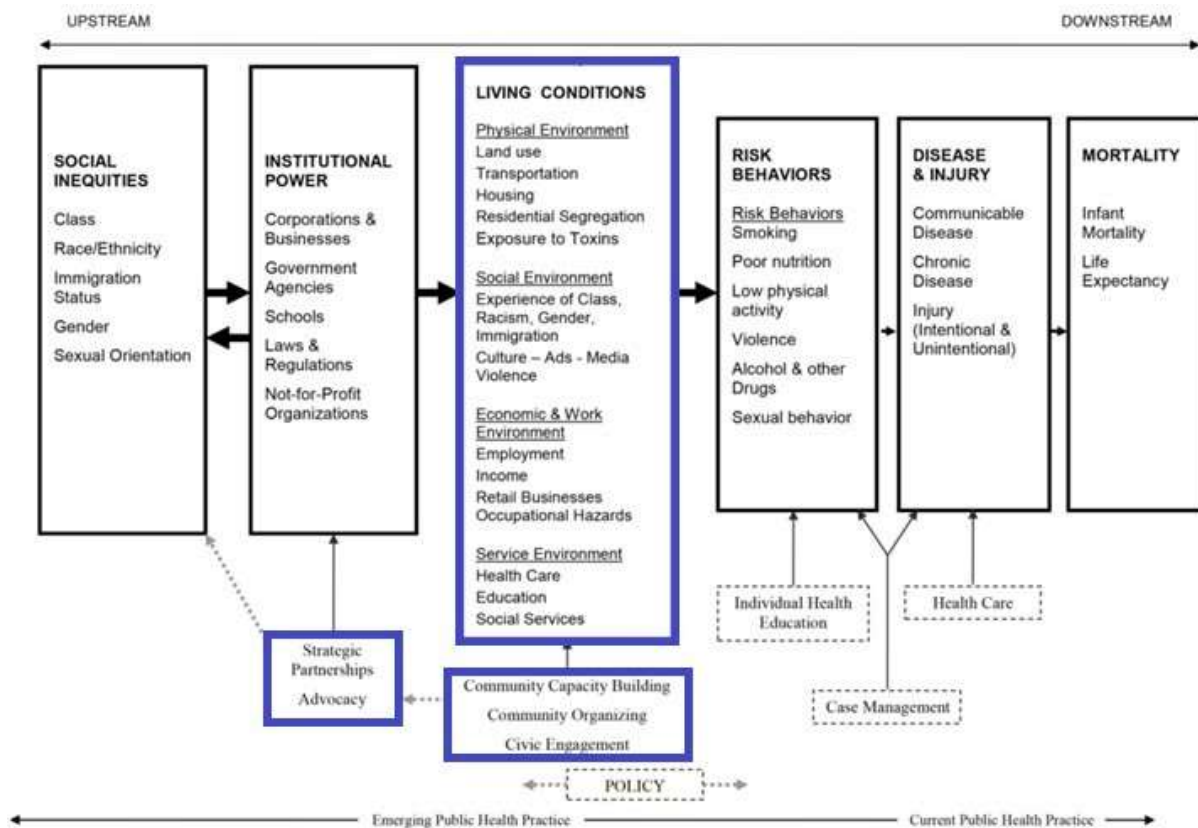 UPSTREAM
DOWNSTREAM
SOCIAL
INEQUITIES
Class
Race/Ethnicity
Immigration
Status
Gender
Sexual Orientation
INSTITUTIONAL
POWER
Corporations &
Businesses
Government
Agencies
Schools
Laws &
Regulations
Not-for-Profit
Organizations
LIVING CONDITIONS
Physical Environment
Land use
Transportation
Housing
Residential Segregation
Exposure to Toxins
Social Environment
Experience of Class,
Racism, Gender,
Immigration
Culture – Ads - Media
Violence
Economic & Work
Environment
Employment
Income
Retail Businesses
Occupational Hazards
Service Environment
Health Care
Education
Social Services
RISK
BEHAVIORS
Risk Behaviors
Smoking
Poor nutrition
Low physical
activity
Violence
Alcohol & other
Drugs
Sexual behavior
DISEASE
& INJURY
Communicable
Disease
Chronic
Disease
Injury
(Intentional &
Unintentional)
MORTALITY
Infant
Mortality
Life
Expectancy
Strategic
Partnerships
Advocacy
Community Capacity Building
Community Organizing
Civic Engagement
Individual Health
Education
Health Care
Case Management
POLICY
Emerging Public Health Practice
Current Public Health Practice